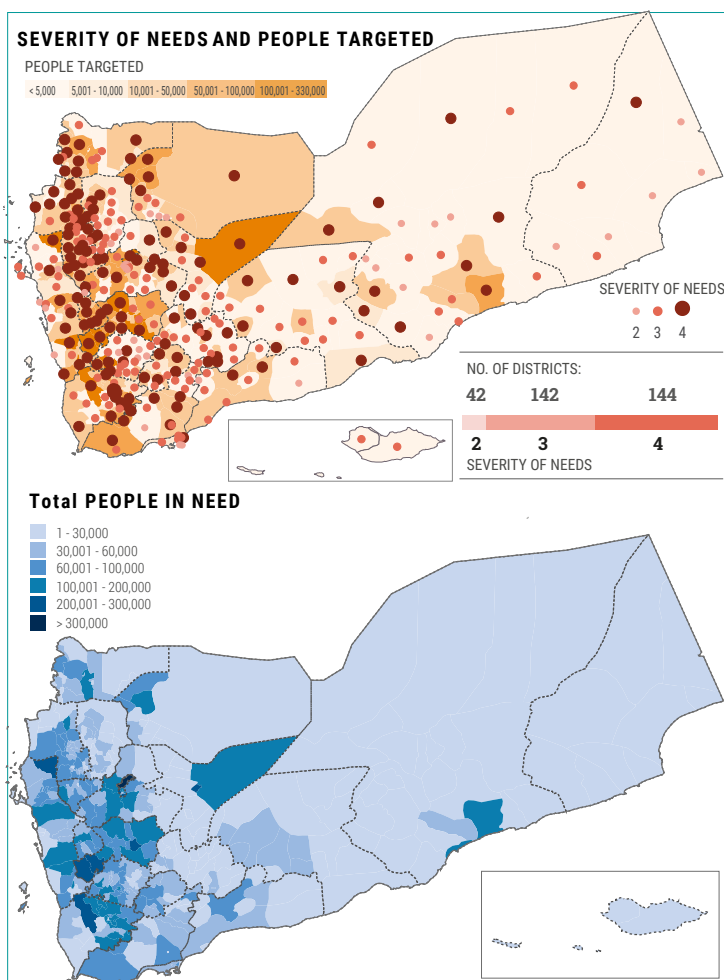 SEVERITY OF NEEDS AND PEOPLE TARGETED
PEOPLE TARGETED
< 5,000 5,001 - 10,000 10,001 - 50,000 50,001 - 100,000 100,001 - 330,000
SEVERITY OF NEEDS
2 3 4
NO. OF DISTRICTS:
42 142 144
2 3 4
SEVERITY OF NEEDS
Total PEOPLE IN NEED
1 - 30,000
30,001 - 60,000
60,001 - 100,000
100,001 - 200,000
200,001 - 300,000
> 300,000